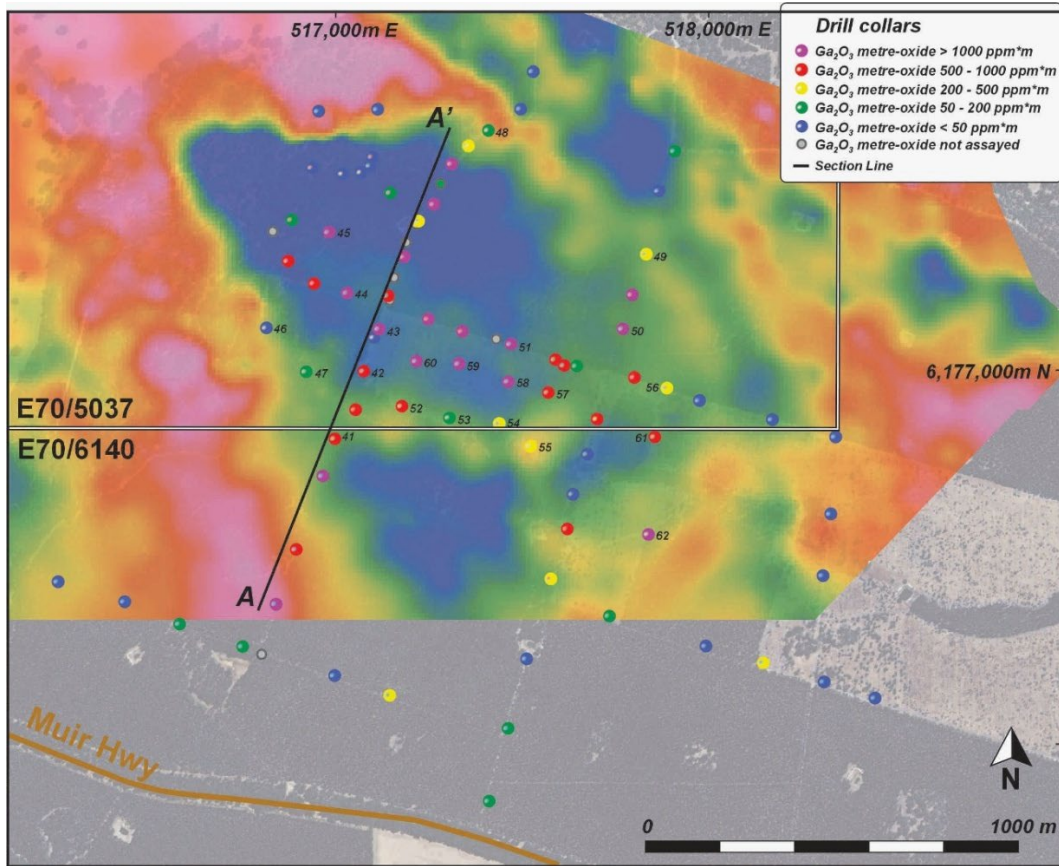 517,000m E
518,000m E
Drill collars
Ga₂O₃ metre-oxide > 1000 ppm*m
Ga₂O₃ metre-oxide 500 - 1000 ppm*m
Ga₂O₃ metre-oxide 200 - 500 ppm*m
Ga₂O₃ metre-oxide 50 - 200 ppm*m
Ga₂O₃ metre-oxide < 50 ppm*m
Ga₂O₃ metre-oxide not assayed
Section Line
A'
48
45
49
44
46
43
50
51
60
59
47
42
58
56
6,177,000m N
57
52
53
54
E70/5037
41
61
E70/6140
55
62
A
Muir Hwy
N
0
1000 m